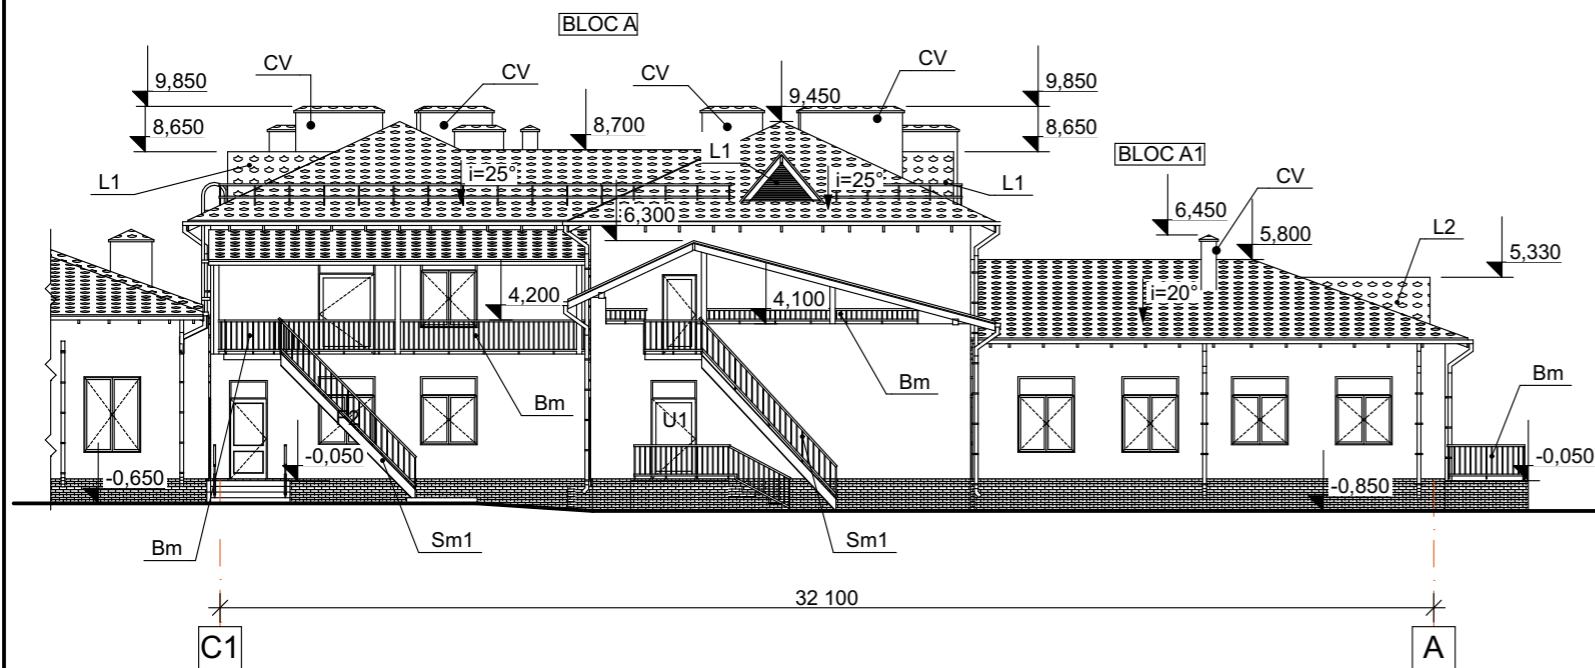 BLOC A
9,850
CV
CV
CV
CV
9,450
9,850
8,650
8,700
8,650
BLOC A1
L1
L1
i=25°
i=25°
L1
CV
6,300
6,450
5,800
L2
5,330
4,200
4,100
i=20°
Bm
Bm
Bm
U1
-0,650
-0,050
-0,850
-0,050
Bm
Sm1
Sm1
32 100
C1
A